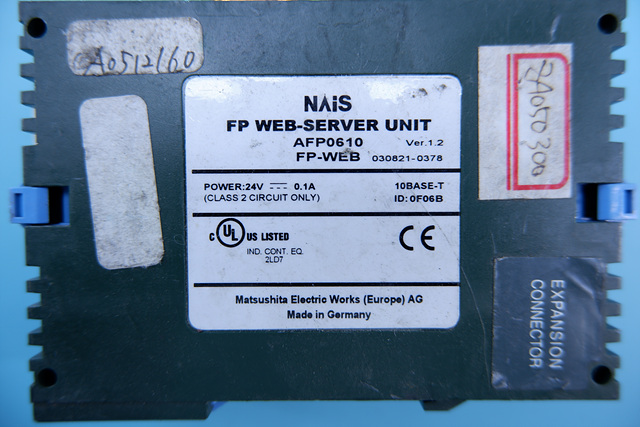 A0512160
NAiS
FP WEB-SERVER UNIT
AFP0610 Ver.1.2
FP-WEB 030821-0378
POWER:24V ⎓ 0.1A 10BASE-T
(CLASS 2 CIRCUIT ONLY) ID:0F06B
C UL US LISTED CE
IND. CONT. EQ.
2LD7
Matsushita Electric Works (Europe) AG
Made in Germany
EXPANSION
CONNECTOR